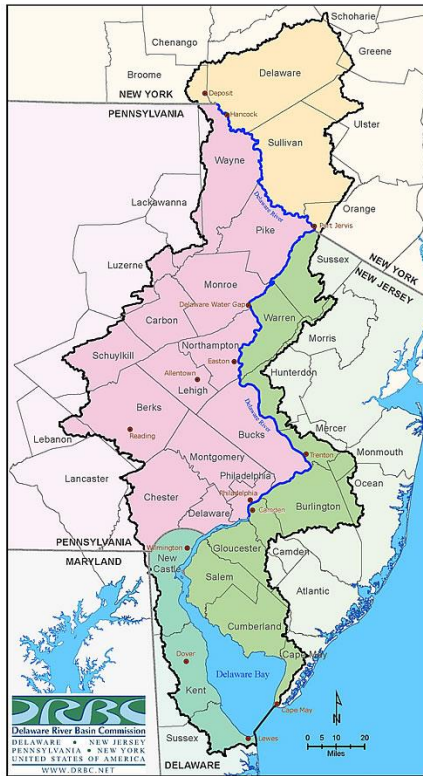 Schoharie
Chenango
Greene
Delaware
Broome
Deposit
NEW YORK
Hancock
PENNSYLVANIA
Ulster
Sullivan
Wayne
Delaware River
Lackawanna
Orange
Port Jervis
Pike
Sussex
NEW YORK
NEW JERSEY
Luzerne
Monroe
Delaware Water Gap
Warren
Carbon
Morris
Northampton
Schuylkill
Easton
Hunterdon
Allentown
Lehigh
Delaware River
Berks
Mercer
Reading
Bucks
Lebanon
Monmouth
Trenton
Montgomery
Ocean
Lancaster
Philadelphia
Chester
Philadelphia
Burlington
Delaware
Camden
PENNSYLVANIA
MARYLAND
Wilmington
New
Castle
Gloucester
Camden
Salem
Atlantic
Cumberland
Cape May
Dover
Delaware Bay
Kent
Cape May
Sussex
Lewes
DELAWARE
N
0 5 10 20
Miles
DRBC
Delaware River Basin Commission
DELAWARE • NEW JERSEY
PENNSYLVANIA • NEW YORK
UNITED STATES OF AMERICA
WWW.DRBC.NET